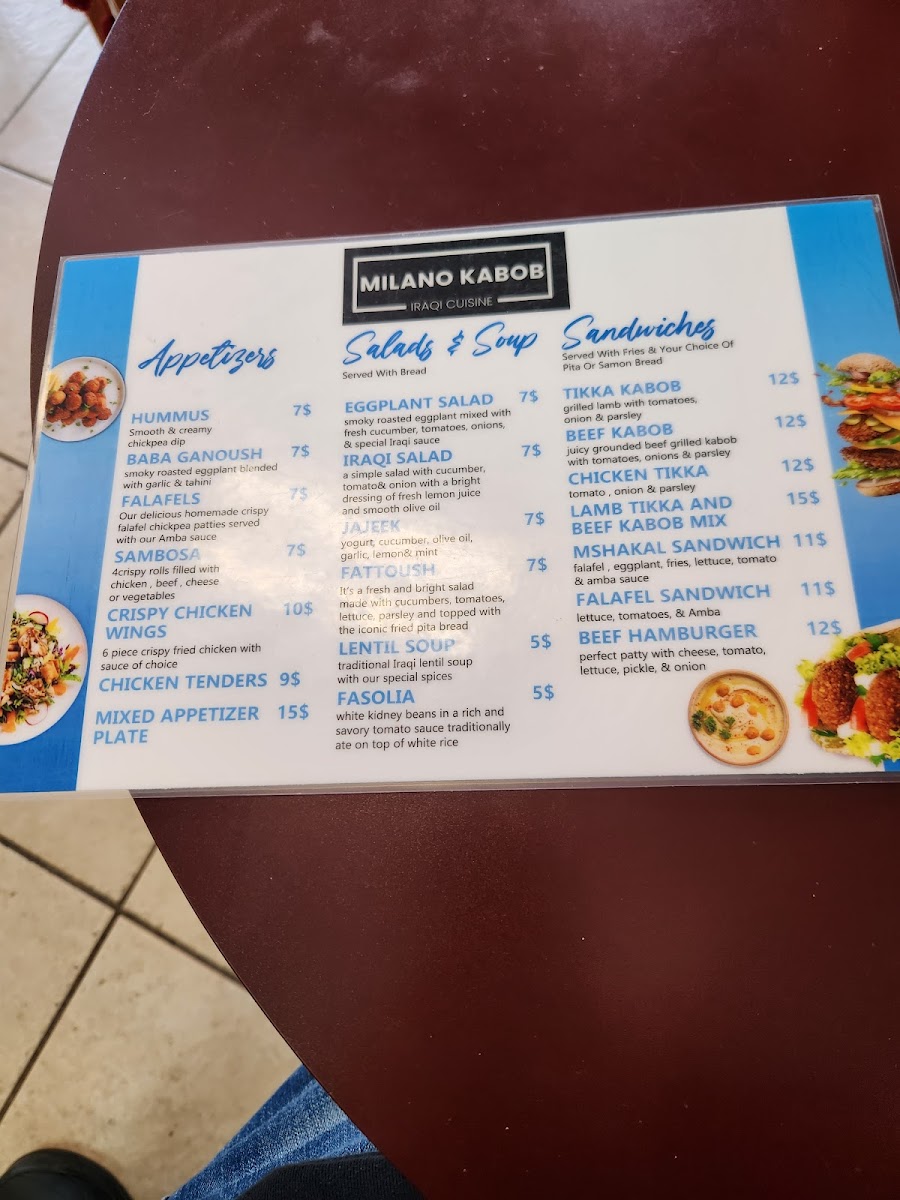 MILANO KABOB
IRAQI CUISINE
Appetizers
HUMMUS 7$
Smooth & creamy
chickpea dip
BABA GANOUSH 7$
smoky roasted eggplant blended
with garlic & tahini
FALAFELS 7$
Our delicious homemade crispy
falafel chickpea patties served
with our Amba sauce
SAMBOSA 7$
4crispy rolls filled with
chicken , beef , cheese
or vegetables
CRISPY CHICKEN 10$
WINGS
6 piece crispy fried chicken with
sauce of choice
CHICKEN TENDERS 9$
MIXED APPETIZER 15$
PLATE
Salads & Soup
Served With Bread
EGGPLANT SALAD 7$
smoky roasted eggplant mixed with
fresh cucumber, tomatoes, onions,
& special Iraqi sauce
IRAQI SALAD 7$
a simple salad with cucumber,
tomato& onion with a bright
dressing of fresh lemon juice
and smooth olive oil
JAJEEK 7$
yogurt, cucumber, olive oil,
garlic, lemon& mint
FATTOUSH 7$
It's a fresh and bright salad
made with cucumbers, tomatoes,
lettuce, parsley and topped with
the iconic fried pita bread
LENTIL SOUP 5$
traditional Iraqi lentil soup
with our special spices
FASOLIA 5$
white kidney beans in a rich and
savory tomato sauce traditionally
ate on top of white rice
Sandwiches
Served With Fries & Your Choice Of
Pita Or Samon Bread
TIKKA KABOB 12$
grilled lamb with tomatoes,
onion & parsley
BEEF KABOB 12$
juicy grounded beef grilled kabob
with tomatoes, onions & parsley
CHICKEN TIKKA 12$
tomato , onion & parsley
LAMB TIKKA AND 15$
BEEF KABOB MIX
MSHAKAL SANDWICH 11$
falafel , eggplant, fries, lettuce, tomato
& amba sauce
FALAFEL SANDWICH 11$
lettuce, tomatoes, & Amba
BEEF HAMBURGER 12$
perfect patty with cheese, tomato,
lettuce, pickle, & onion